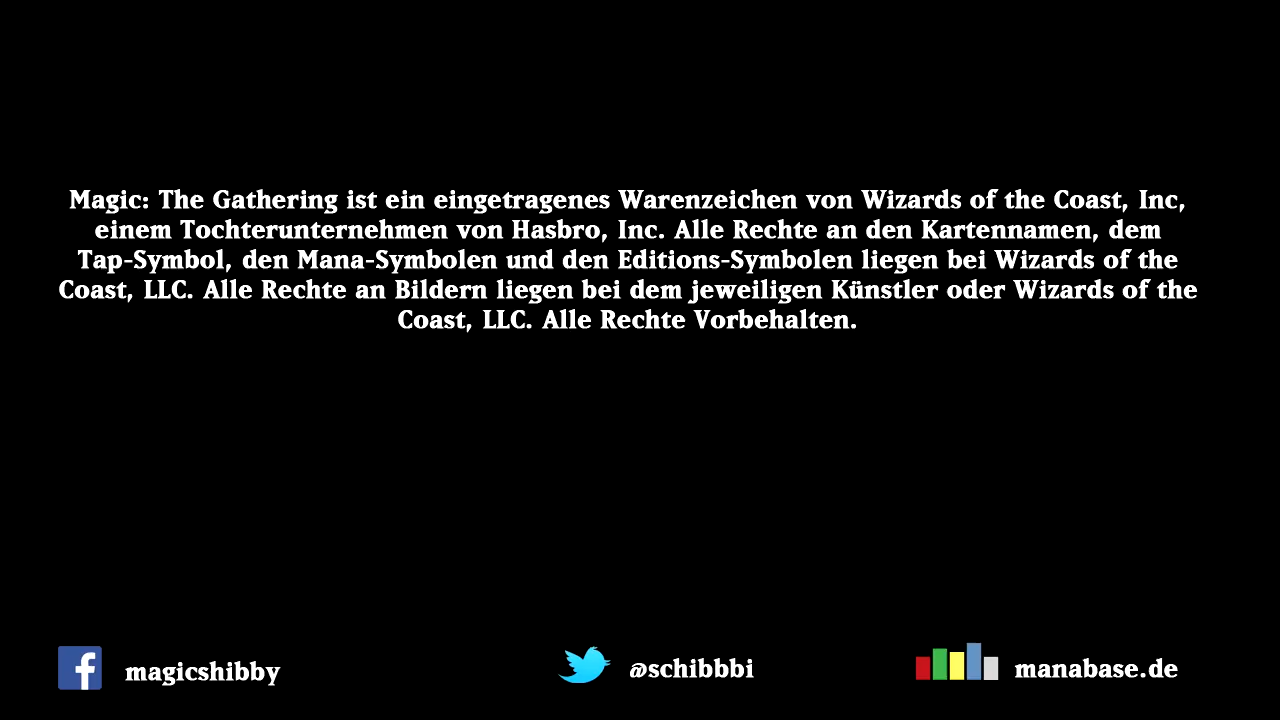 Magic: The Gathering ist ein eingetragenes Warenzeichen von Wizards of the Coast, Inc,
einem Tochterunternehmen von Hasbro, Inc. Alle Rechte an den Kartennamen, dem
Tap-Symbol, den Mana-Symbolen und den Editions-Symbolen liegen bei Wizards of the
Coast, LLC. Alle Rechte an Bildern liegen bei dem jeweiligen Künstler oder Wizards of the
Coast, LLC. Alle Rechte Vorbehalten.
magicshibby
@schibbbi
manabase.de